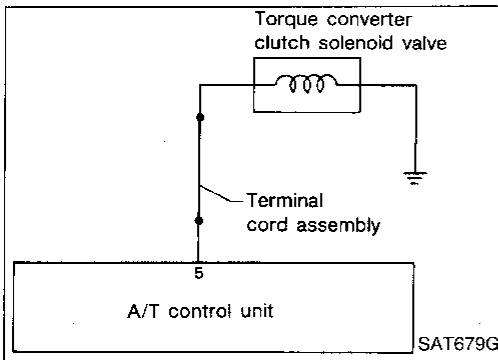 Torque converter
clutch solenoid valve
Terminal
cord assembly
5
A/T control unit
SAT679G